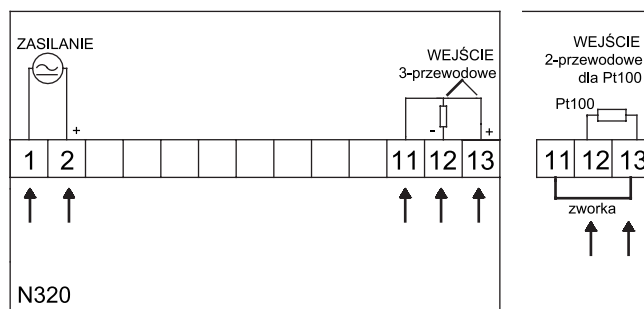 ZASILANIE
+
WEJŚCIE
3-przewodowe
-
+
1 2 11 12 13
N320
WEJŚCIE
2-przewodowe
dla Pt100
Pt100
11 12 13
zworka